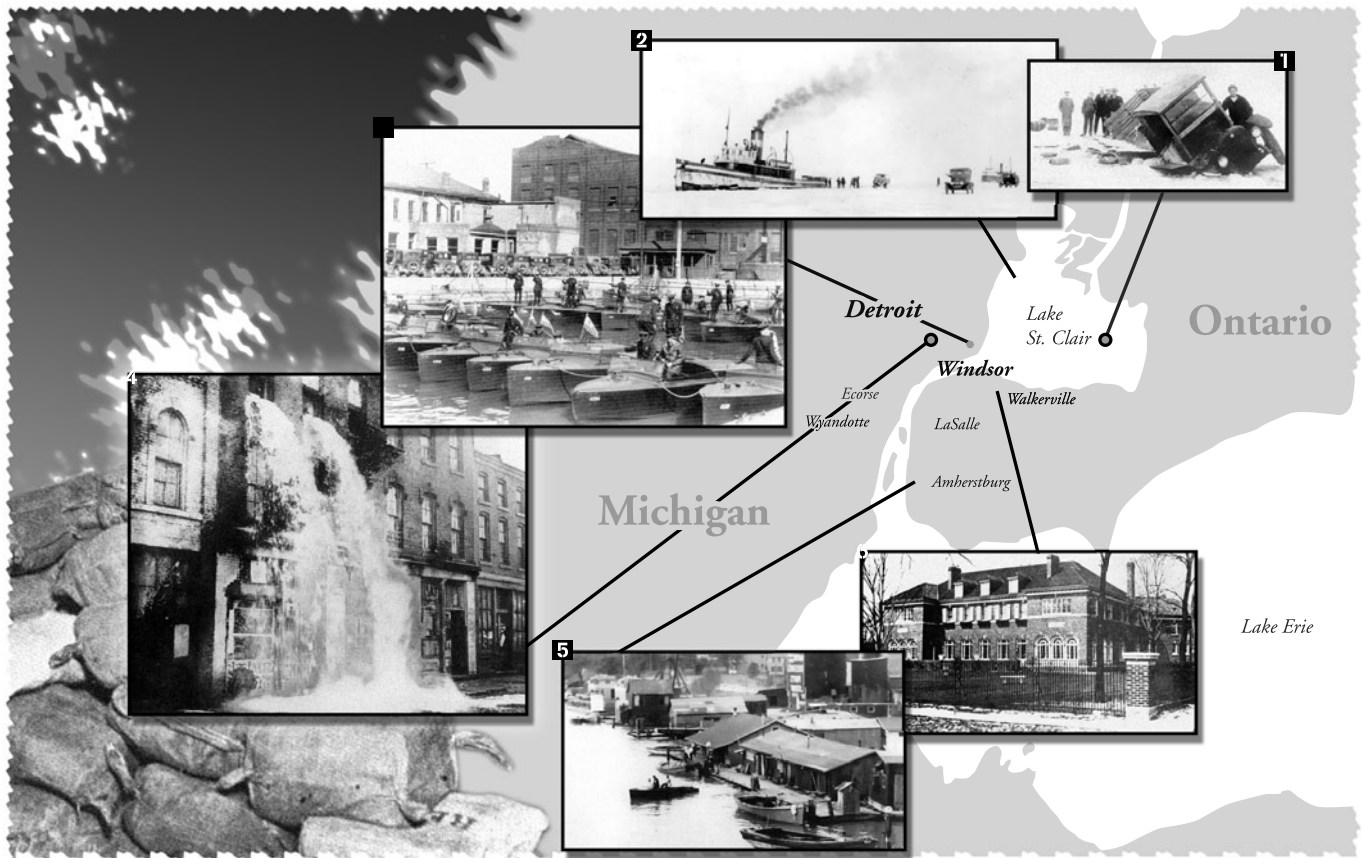 2
1
Detroit
Lake
St. Clair
Ontario
Windsor
Ecorse
Walkerville
Wyandotte
LaSalle
4
Amherstburg
Michigan
Lake Erie
5